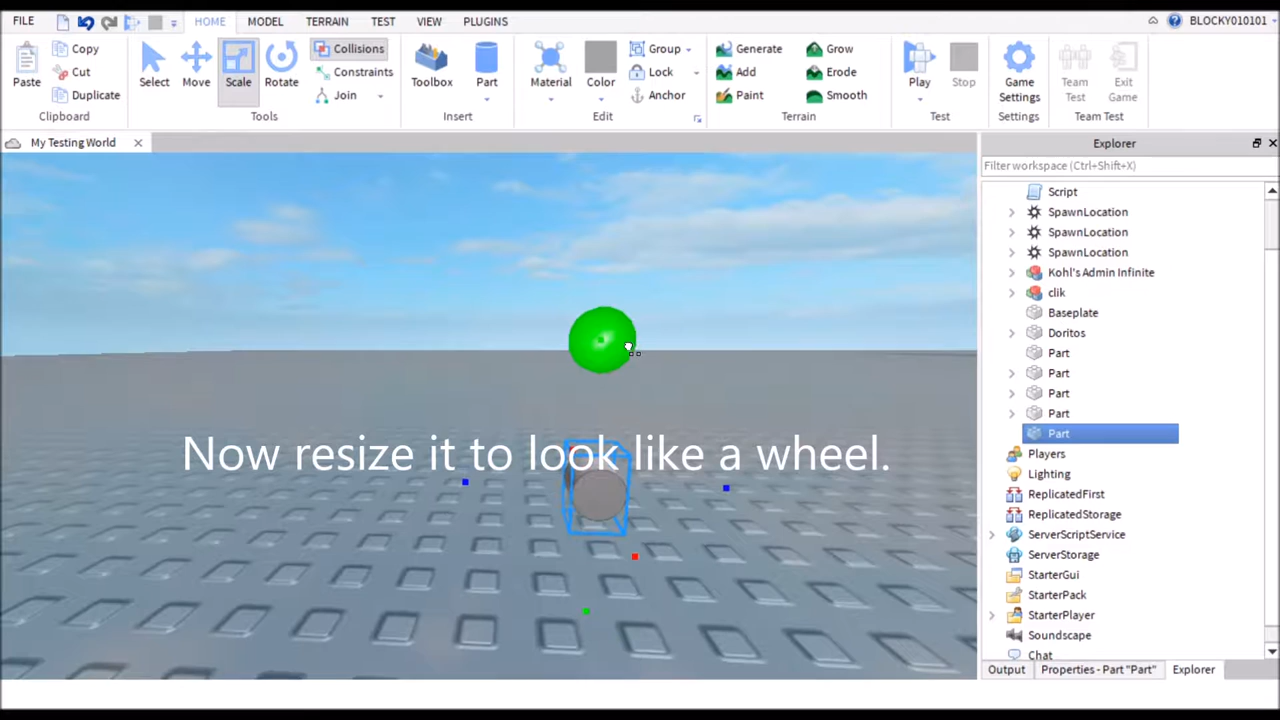 FILE HOME MODEL TERRAIN TEST VIEW PLUGINS BLOCKY010101
Paste Copy Cut Duplicate Clipboard
Select Move Scale Rotate Collisions Constraints Join Tools
Toolbox Part Insert
Material Color Group Lock Anchor Edit
Generate Add Paint Grow Erode Smooth Terrain
Play Stop Test
Game Settings Settings
Team Test Exit Game Team Test
My Testing World
Explorer
Filter workspace (Ctrl+Shift+X)
Script
SpawnLocation
SpawnLocation
SpawnLocation
Kohl's Admin Infinite
clik
Baseplate
Doritos
Part
Part
Part
Part
Part
Players
Lighting
ReplicatedFirst
ReplicatedStorage
ServerScriptService
ServerStorage
StarterGui
StarterPack
StarterPlayer
Soundscape
Chat
Now resize it to look like a wheel.
Output Properties - Part "Part" Explorer